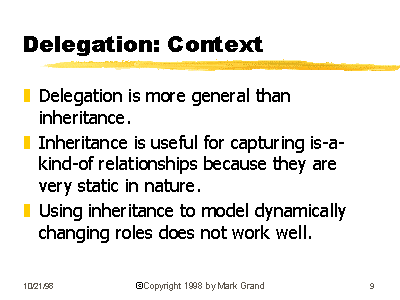 Delegation: Context
Delegation is more general than
inheritance.
Inheritance is useful for capturing is-a-
kind-of relationships because they are
very static in nature.
Using inheritance to model dynamically
changing roles does not work well.
10/21/98 ©Copyright 1998 by Mark Grand 9